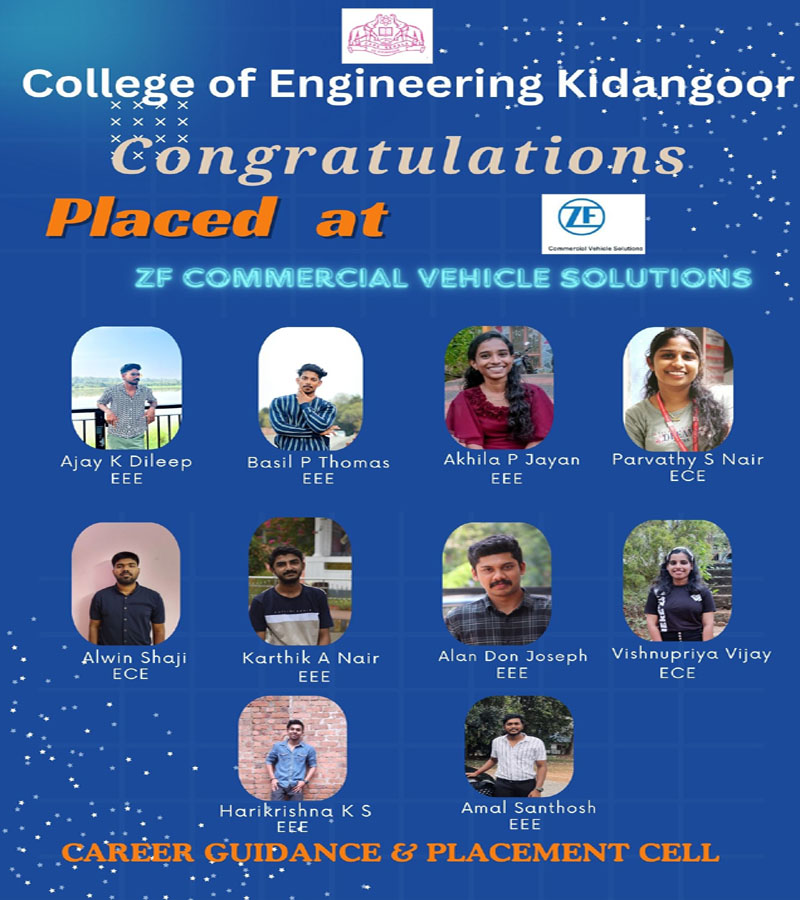 College of Engineering Kidangoor
Congratulations
Placed at
ZF
Commercial Vehicle Solutions
ZF COMMERCIAL VEHICLE SOLUTIONS
Ajay K Dileep
EEE
Basil P Thomas
EEE
Akhila P Jayan
EEE
Parvathy S Nair
ECE
Alwin Shaji
ECE
Karthik A Nair
EEE
Alan Don Joseph
EEE
Vishnupriya Vijay
ECE
Harikrishna K S
EEE
Amal Santhosh
EEE
CAREER GUIDANCE & PLACEMENT CELL